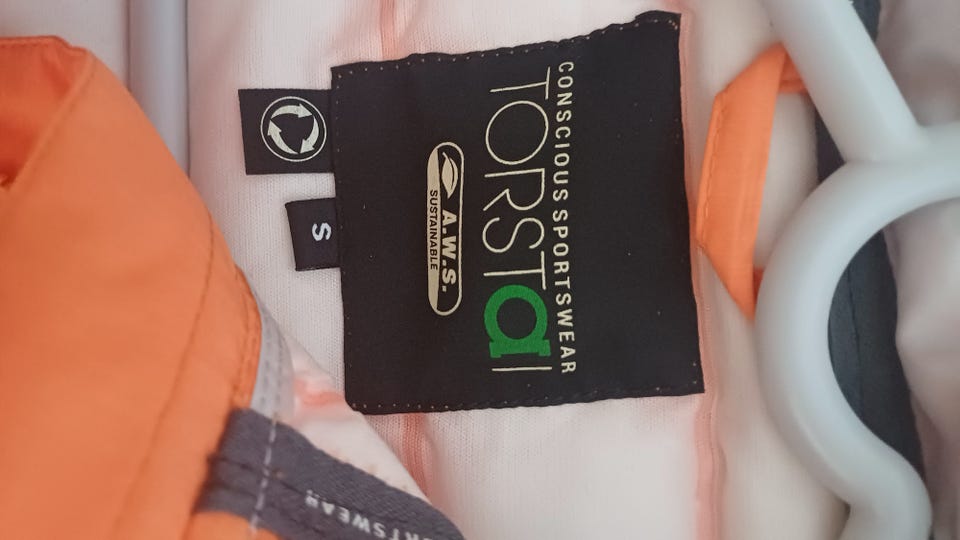 CONSCIOUS SPORTSWEAR
TORSTaI
A.W.S.
SUSTAINABLE
S